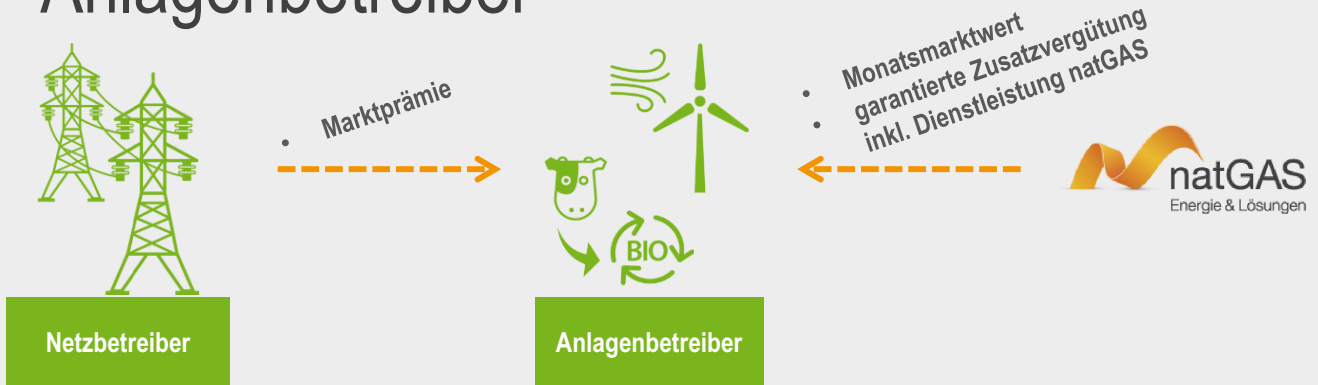 Anlagenbetreiber
• Marktprämie
• Monatsmarktwert
• garantierte Zusatzvergütung
inkl. Dienstleistung natGAS
BIO
natGAS
Energie & Lösungen
Netzbetreiber
Anlagenbetreiber